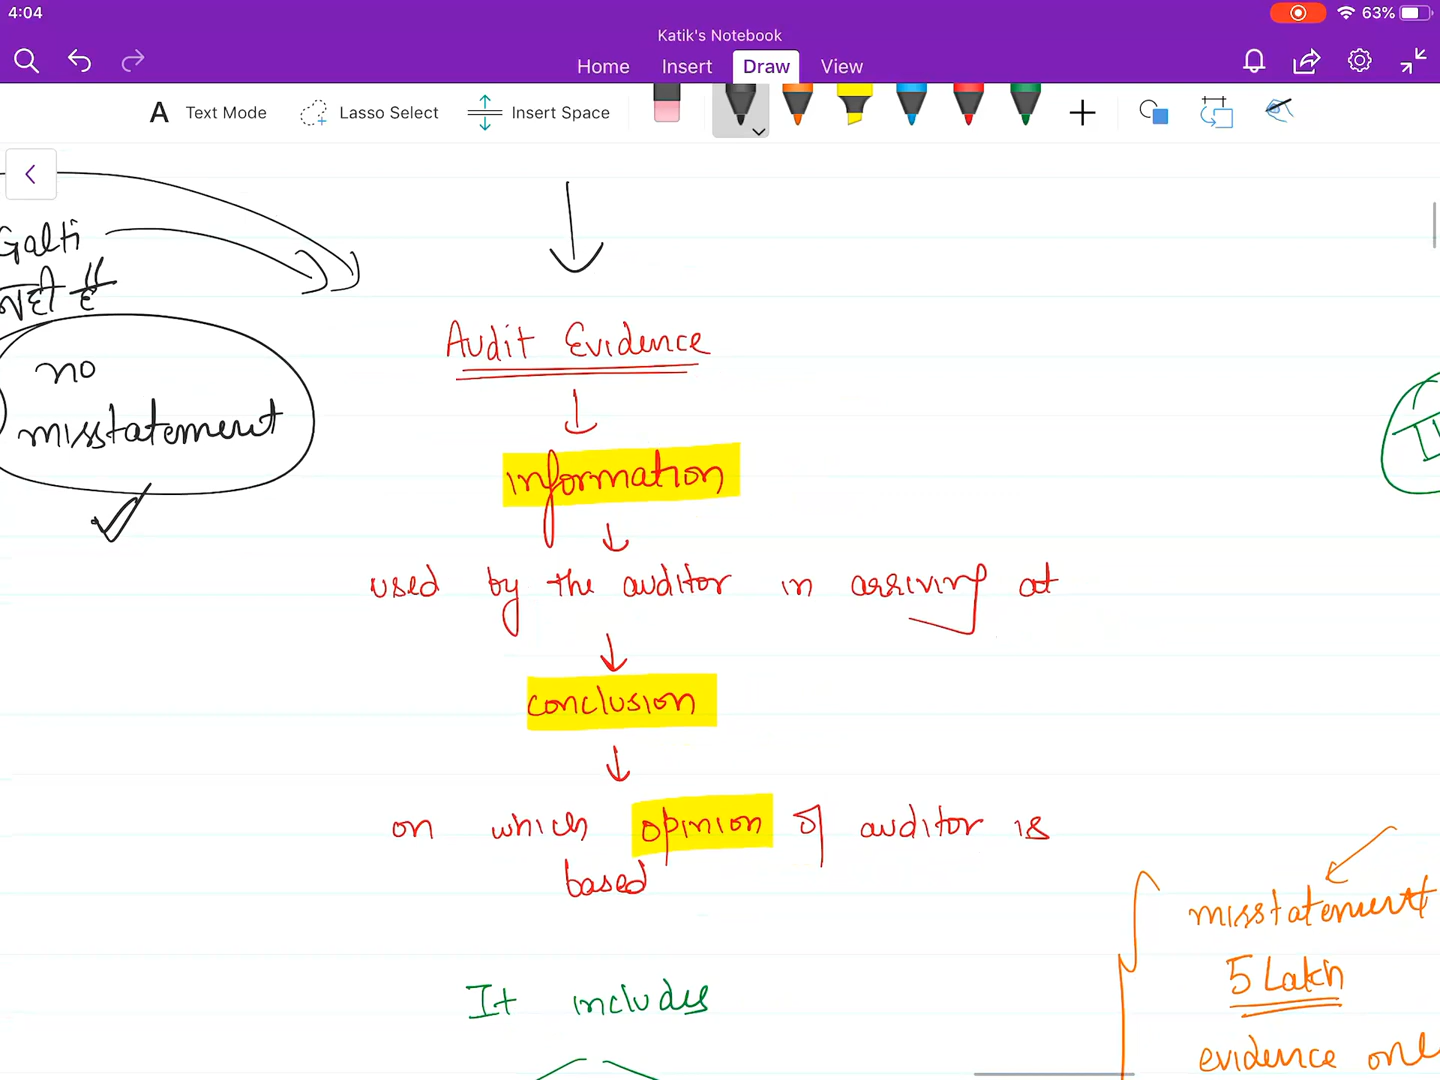 4:04
63%
Katik's Notebook
Home Insert Draw View
A Text Mode Lasso Select Insert Space
Galti
नहीं है
no
misstatement
Audit Evidence
information
used by the auditor in arriving at
conclusion
on which opinion of auditor is
based
It includes
misstatement
5 Lakh
evidence